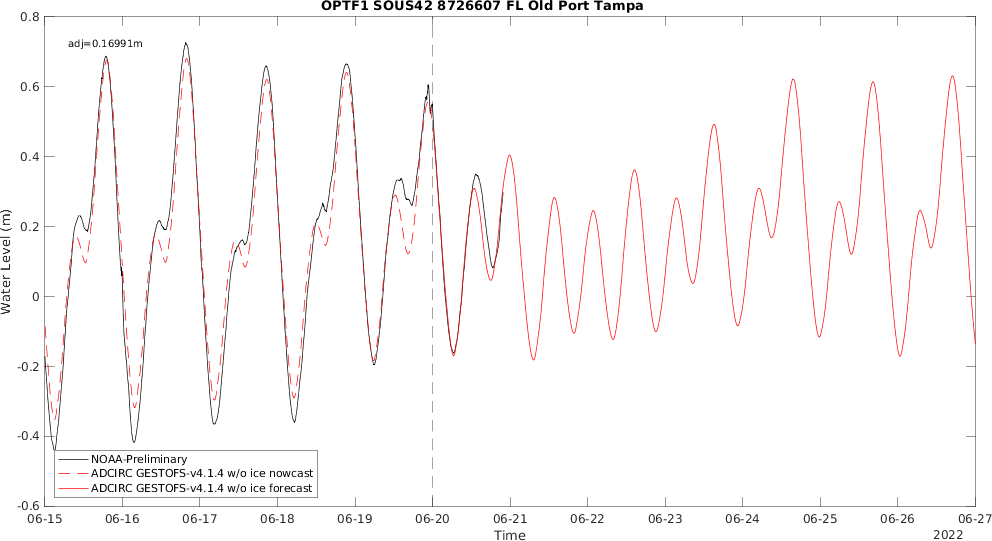 OPTF1 SOUS42 8726607 FL Old Port Tampa
adj=0.16991m
0.8
0.6
0.4
0.2
0
-0.2
-0.4
-0.6
Water Level (m)
NOAA-Preliminary
ADCIRC GESTOFS-v4.1.4 w/o ice nowcast
ADCIRC GESTOFS-v4.1.4 w/o ice forecast
06-15 06-16 06-17 06-18 06-19 06-20 06-21 06-22 06-23 06-24 06-25 06-26 06-27
Time
2022